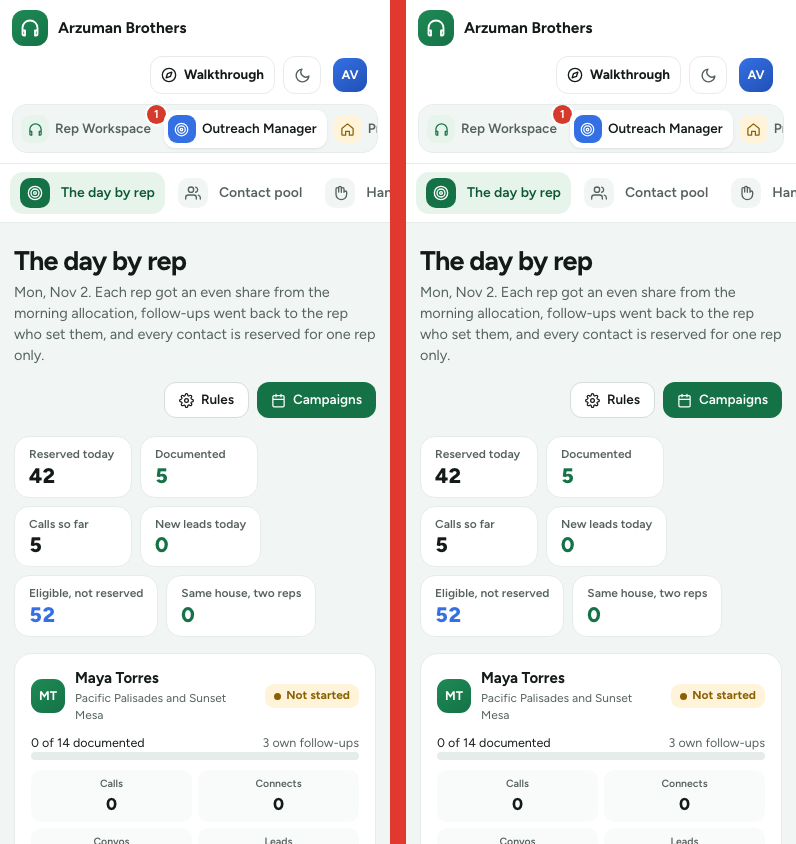 Arzuman Brothers
Walkthrough
AV
Rep Workspace
1
Outreach Manager
The day by rep
Contact pool
The day by rep
Mon, Nov 2. Each rep got an even share from the
morning allocation, follow-ups went back to the rep
who set them, and every contact is reserved for one rep
only.
Rules
Campaigns
Reserved today
42
Documented
5
Calls so far
5
New leads today
0
Eligible, not reserved
52
Same house, two reps
0
MT
Maya Torres
Pacific Palisades and Sunset
Mesa
Not started
0 of 14 documented
3 own follow-ups
Calls
0
Connects
0
Convos
Leads
Arzuman Brothers
Walkthrough
AV
Rep Workspace
1
Outreach Manager
The day by rep
Contact pool
The day by rep
Mon, Nov 2. Each rep got an even share from the
morning allocation, follow-ups went back to the rep
who set them, and every contact is reserved for one rep
only.
Rules
Campaigns
Reserved today
42
Documented
5
Calls so far
5
New leads today
0
Eligible, not reserved
52
Same house, two reps
0
MT
Maya Torres
Pacific Palisades and Sunset
Mesa
Not started
0 of 14 documented
3 own follow-ups
Calls
0
Connects
0
Convos
Leads